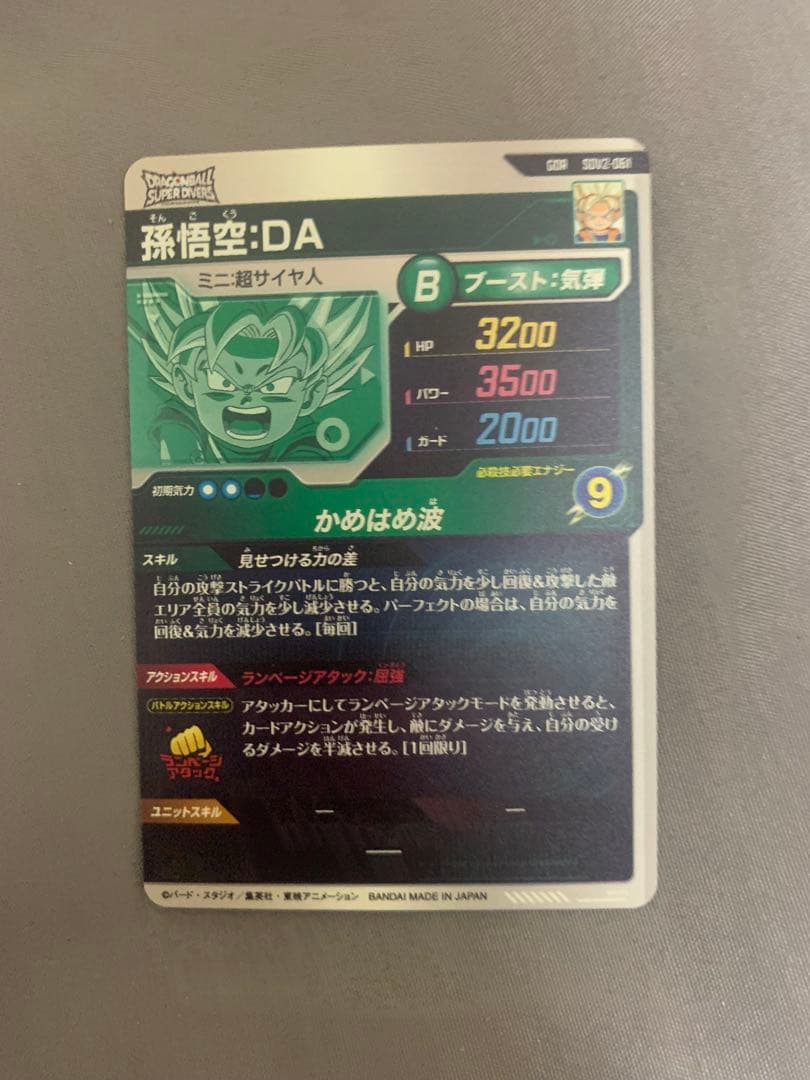 GDR SDV2-061
DRAGONBALL
SUPER DIVERS
そん ご くう
孫悟空:DA
ミニ:超サイヤ人
B ブースト:気弾
HP 3200
パワー 3500
ガード 2000
初期気力
必殺技必要エナジー
9
は
かめはめ波
スキル
み ちから さ
見せつける力の差
自分の攻撃ストライクバトルに勝つと、自分の気力を少し回復&攻撃した敵
エリア全員の気力を少し減少させる。パーフェクトの場合は、自分の気力を
回復&気力を減少させる。[毎回]
アクションスキル
ランページアタック:屈強
バトルアクションスキル
アタッカーにしてランページアタックモードを発動させると、
カードアクションが発生し、敵にダメージを与え、自分の受け
るダメージを半減させる。[1回限り]
ランページ
アタック
ユニットスキル
— —
—
©バード・スタジオ/集英社・東映アニメーション BANDAI MADE IN JAPAN